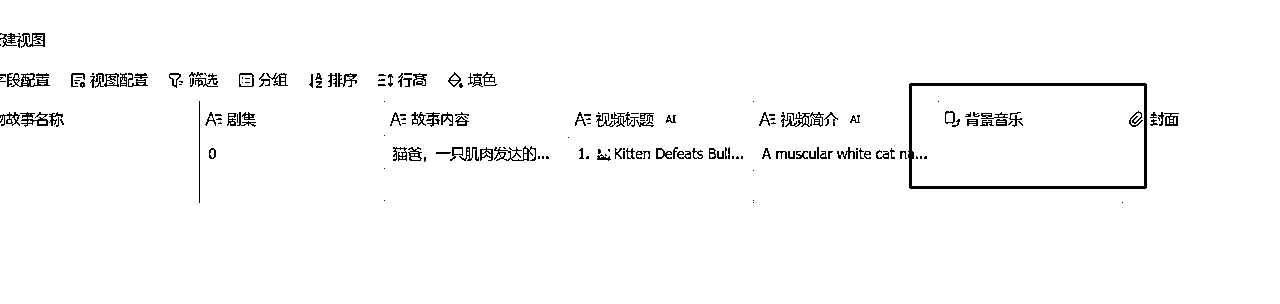 建视图
字段配置 视图配置 筛选 分组 排序 行高 填色
故事名称 A 剧集 A 故事内容 A 视频标题 AI A 视频简介 AI 背景音乐 封面
0 猫爸，一只肌肉发达的... 1. Kitten Defeats Bull... A muscular white cat na...